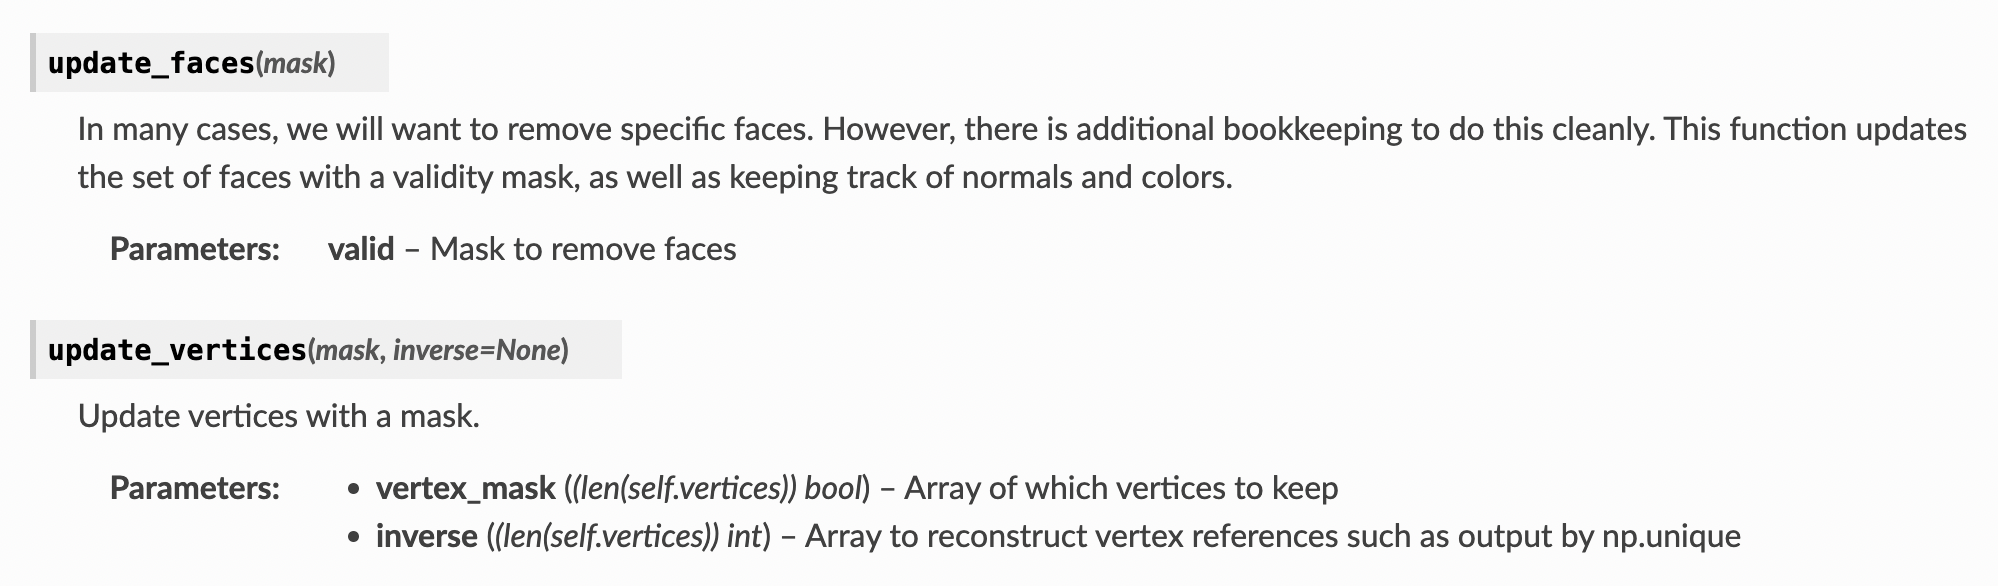 update_faces(mask)
In many cases, we will want to remove specific faces. However, there is additional bookkeeping to do this cleanly. This function updates
the set of faces with a validity mask, as well as keeping track of normals and colors.
Parameters: valid – Mask to remove faces
update_vertices(mask, inverse=None)
Update vertices with a mask.
Parameters: • vertex_mask ((len(self.vertices)) bool) – Array of which vertices to keep
• inverse ((len(self.vertices)) int) – Array to reconstruct vertex references such as output by np.unique